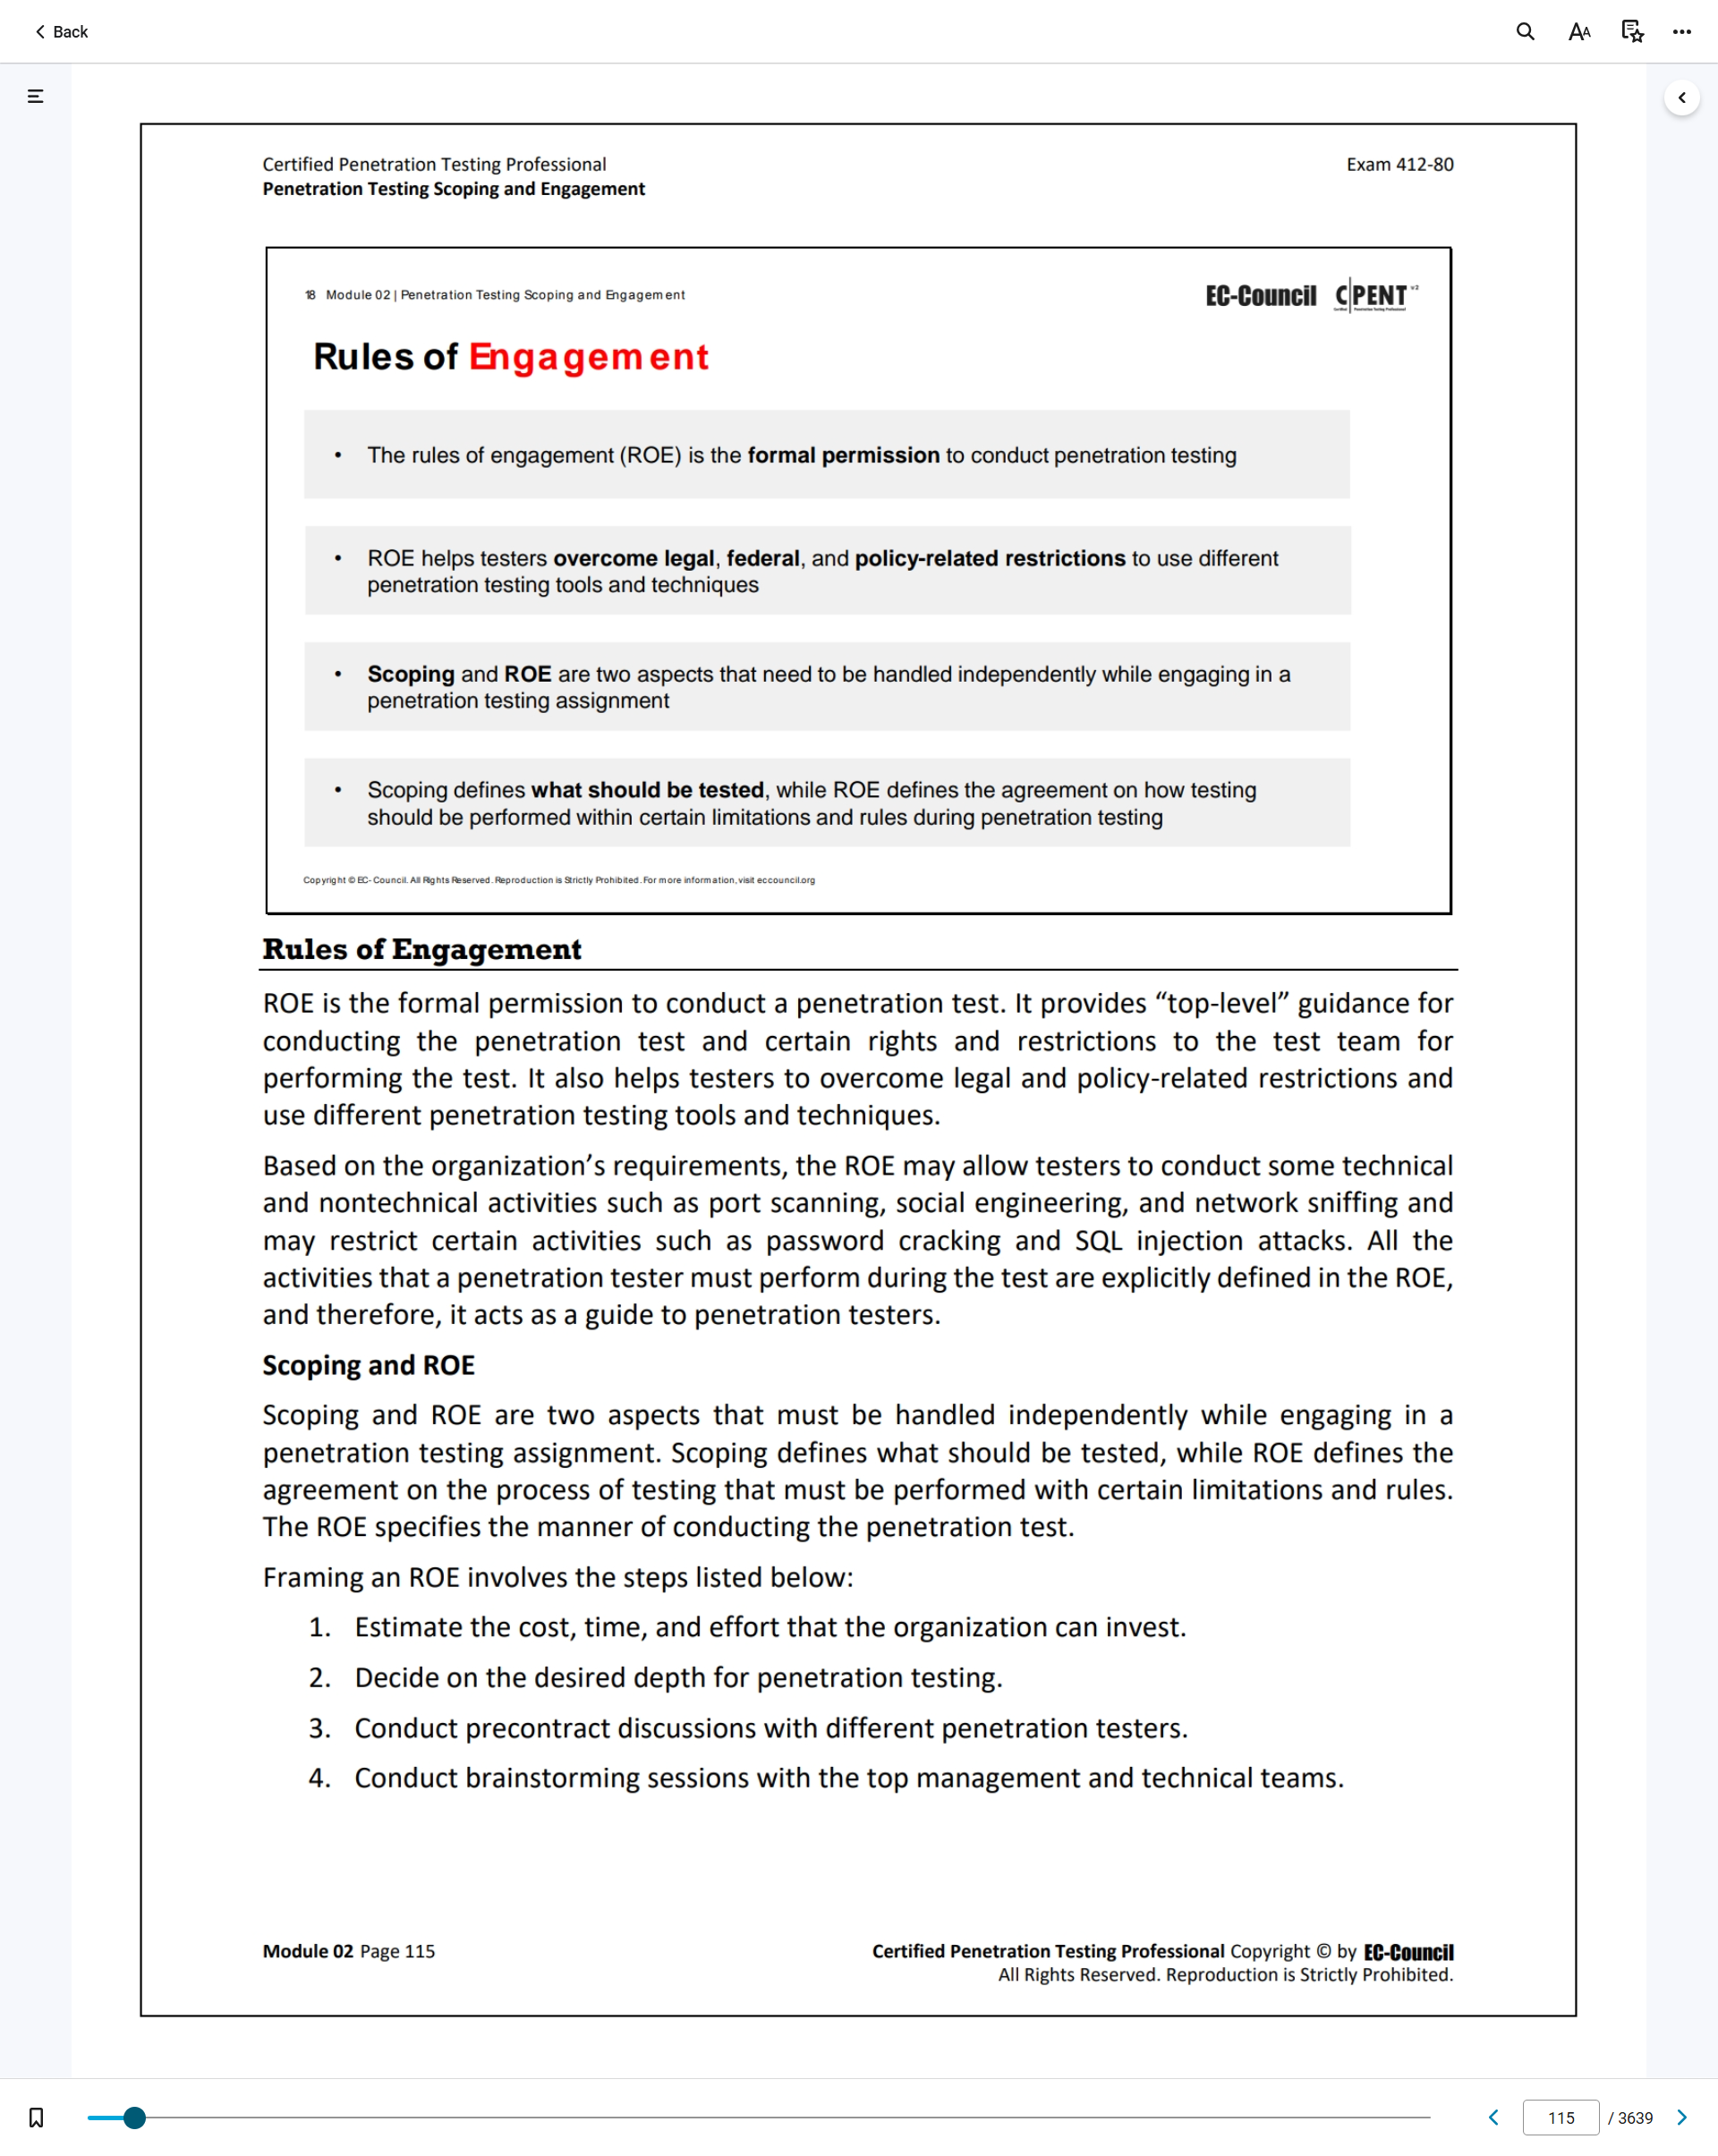 Back
Certified Penetration Testing Professional
Exam 412-80
Penetration Testing Scoping and Engagement
18 Module 02 | Penetration Testing Scoping and Engagement
EC-Council
CPENT v2
Rules of Engagement
• The rules of engagement (ROE) is the formal permission to conduct penetration testing
• ROE helps testers overcome legal, federal, and policy-related restrictions to use different
penetration testing tools and techniques
• Scoping and ROE are two aspects that need to be handled independently while engaging in a
penetration testing assignment
• Scoping defines what should be tested, while ROE defines the agreement on how testing
should be performed within certain limitations and rules during penetration testing
Copyright © EC-Council. All Rights Reserved. Reproduction is Strictly Prohibited. For more information, visit eccouncil.org
Rules of Engagement
ROE is the formal permission to conduct a penetration test. It provides “top-level” guidance for
conducting the penetration test and certain rights and restrictions to the test team for
performing the test. It also helps testers to overcome legal and policy-related restrictions and
use different penetration testing tools and techniques.
Based on the organization’s requirements, the ROE may allow testers to conduct some technical
and nontechnical activities such as port scanning, social engineering, and network sniffing and
may restrict certain activities such as password cracking and SQL injection attacks. All the
activities that a penetration tester must perform during the test are explicitly defined in the ROE,
and therefore, it acts as a guide to penetration testers.
Scoping and ROE
Scoping and ROE are two aspects that must be handled independently while engaging in a
penetration testing assignment. Scoping defines what should be tested, while ROE defines the
agreement on the process of testing that must be performed with certain limitations and rules.
The ROE specifies the manner of conducting the penetration test.
Framing an ROE involves the steps listed below:
1. Estimate the cost, time, and effort that the organization can invest.
2. Decide on the desired depth for penetration testing.
3. Conduct precontract discussions with different penetration testers.
4. Conduct brainstorming sessions with the top management and technical teams.
Module 02 Page 115
Certified Penetration Testing Professional Copyright © by EC-Council
All Rights Reserved. Reproduction is Strictly Prohibited.
115 / 3639